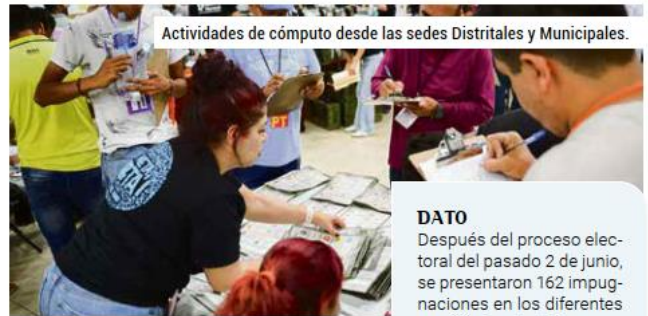 Actividades de cómputo desde las sedes Distritales y Municipales.
PT
DATO
Después del proceso elec-
toral del pasado 2 de junio,
se presentaron 162 impug-
naciones en los diferentes